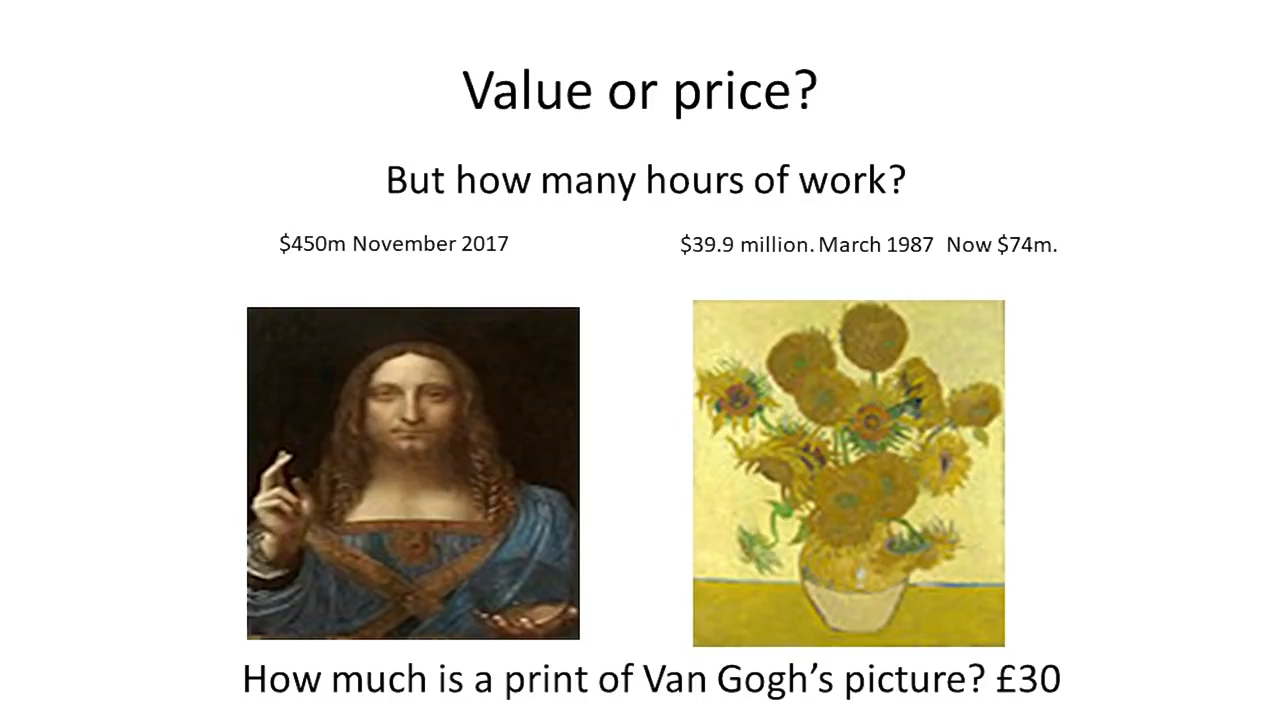 Value or price?
But how many hours of work?
$450m November 2017
$39.9 million. March 1987  Now $74m.
How much is a print of Van Gogh’s picture? £30